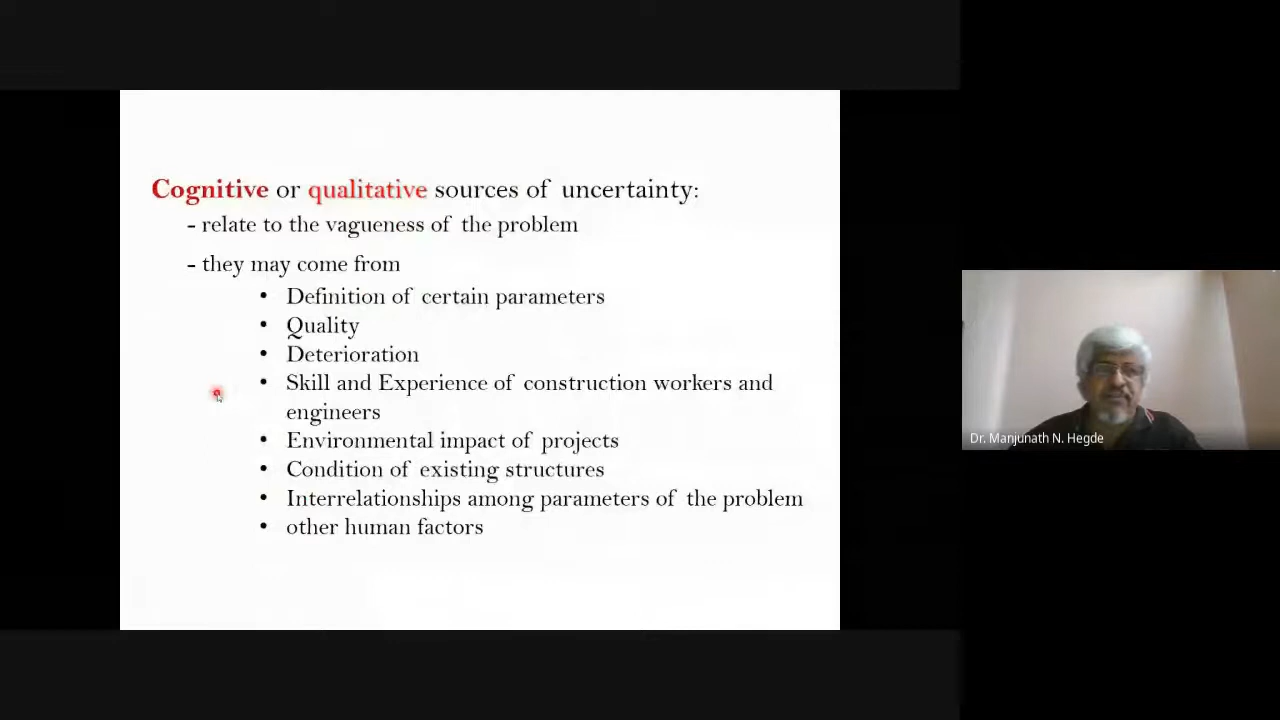 Cognitive or qualitative sources of uncertainty:
- relate to the vagueness of the problem
- they may come from
• Definition of certain parameters
• Quality
• Deterioration
• Skill and Experience of construction workers and
engineers
• Environmental impact of projects
• Condition of existing structures
• Interrelationships among parameters of the problem
• other human factors
Dr. Manjunath N. Hegde